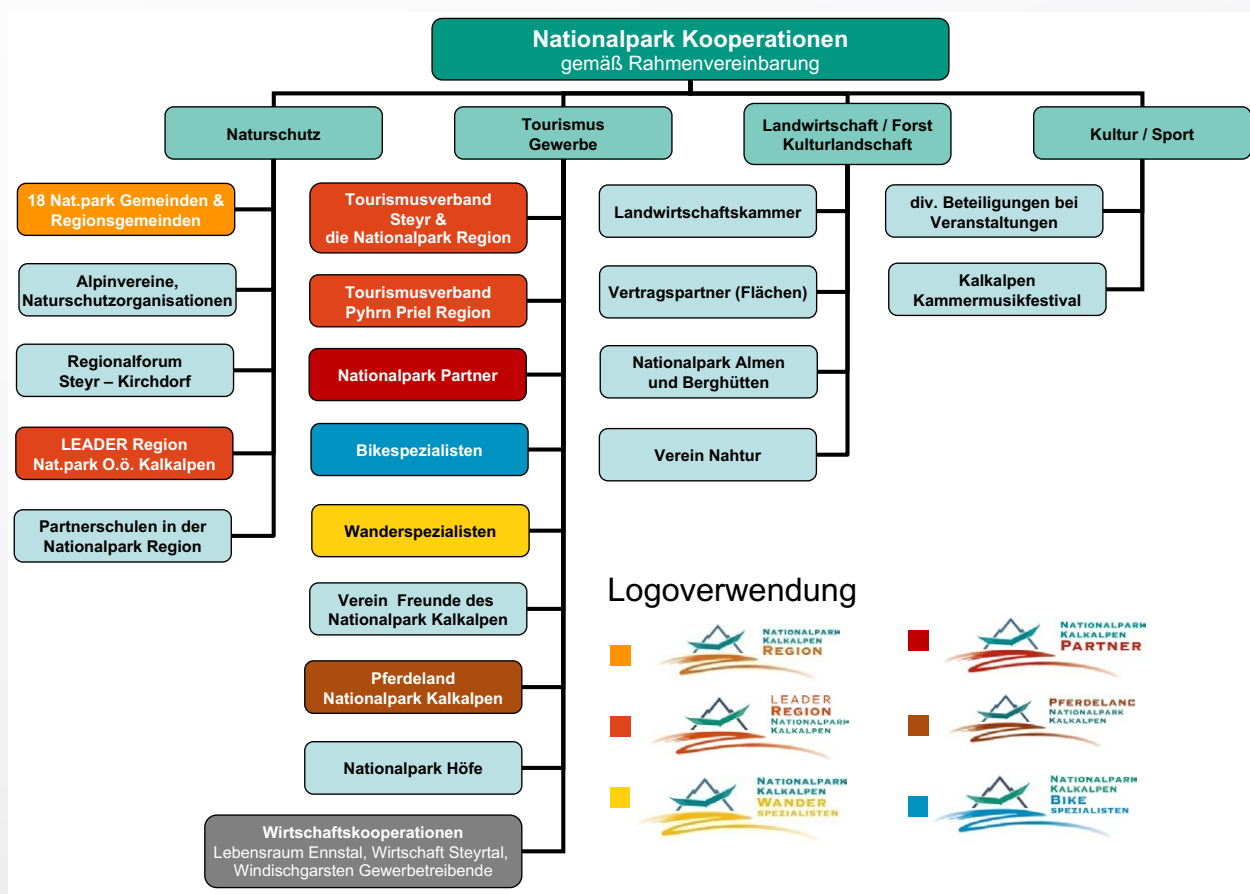 Nationalpark Kooperationen
gemäß Rahmenvereinbarung
Naturschutz
Tourismus
Gewerbe
Landwirtschaft / Forst
Kulturlandschaft
Kultur / Sport
18 Nat.park Gemeinden &
Regionsgemeinden
Alpinvereine,
Naturschutzorganisationen
Regionalforum
Steyr – Kirchdorf
LEADER Region
Nat.park O.ö. Kalkalpen
Partnerschulen in der
Nationalpark Region
Tourismusverband
Steyr &
die Nationalpark Region
Tourismusverband
Pyhrn Priel Region
Nationalpark Partner
Bikespezialisten
Wanderspezialisten
Verein Freunde des
Nationalpark Kalkalpen
Pferdeland
Nationalpark Kalkalpen
Nationalpark Höfe
Wirtschaftskooperationen
Lebensraum Ennstal, Wirtschaft Steyrtal,
Windischgarsten Gewerbetreibende
Landwirtschaftskammer
Vertragspartner (Flächen)
Nationalpark Almen
und Berghütten
Verein Nahtur
div. Beteiligungen bei
Veranstaltungen
Kalkalpen
Kammermusikfestival
Logoverwendung
NATIONALPARK
KALKALPEN
REGION
LEADER
REGION
NATIONALPARK
KALKALPEN
NATIONALPARK
KALKALPEN
WANDER
SPEZIALISTEN
NATIONALPARK
KALKALPEN
PARTNER
PFERDELAND
NATIONALPARK
KALKALPEN
NATIONALPARK
KALKALPEN
BIKE
SPEZIALISTEN